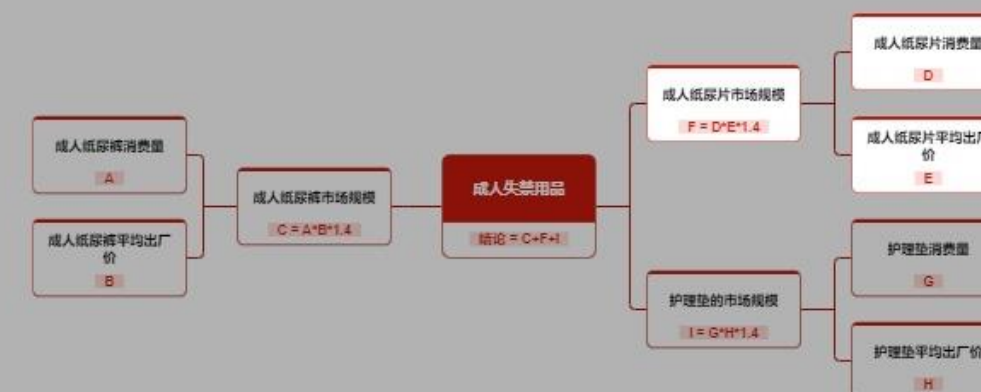 成人纸尿片消费量
D
成人纸尿片市场规模
F = D*E*1.4
成人纸尿裤消费量
A
成人纸尿片平均出厂
价
E
成人纸尿裤市场规模
C = A*B*1.4
成人失禁用品
结论 = C+F+I
成人纸尿裤平均出厂
价
B
护理垫消费量
G
护理垫的市场规模
I = G*H*1.4
护理垫平均出厂价
H